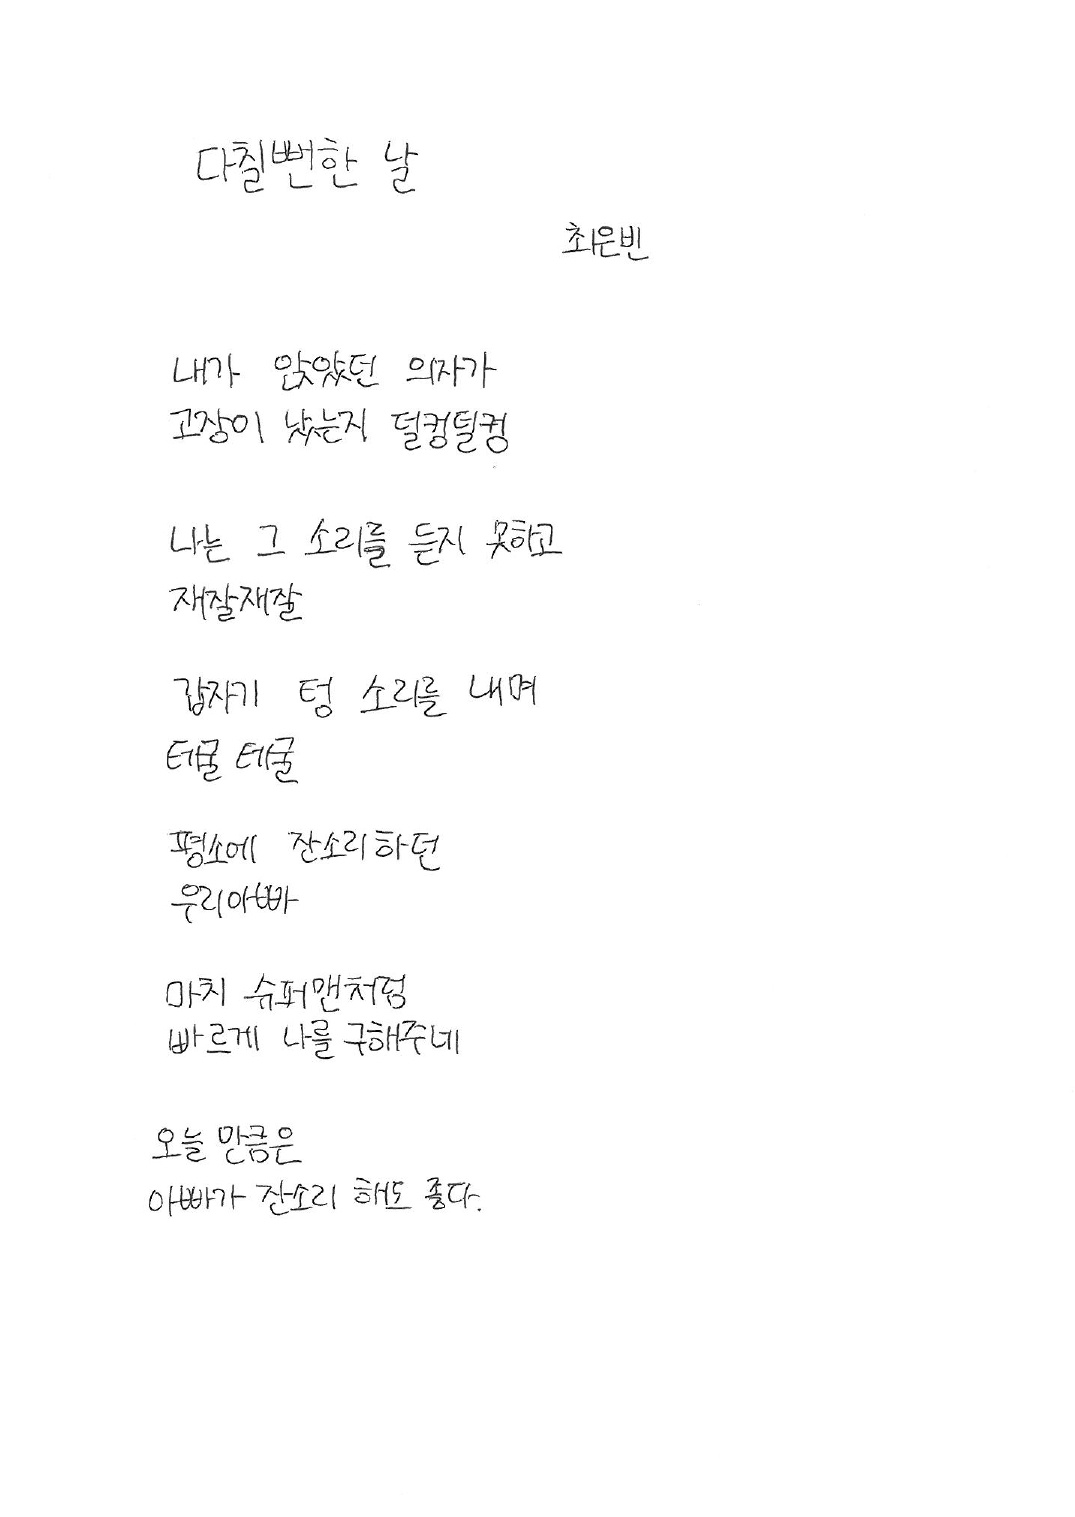 다칠뻔한 날
최은빈
내가 앉았던 의자가
고장이 났는지 덜컹덜컹
나는 그 소리를 듣지 못하고
재잘재잘
갑자기 텅 소리를 내며
테굴 테굴
평소에 잔소리하던
우리아빠
마치 슈퍼맨처럼
빠르게 나를 구해주네
오늘 만큼은
아빠가 잔소리 해도 좋다.